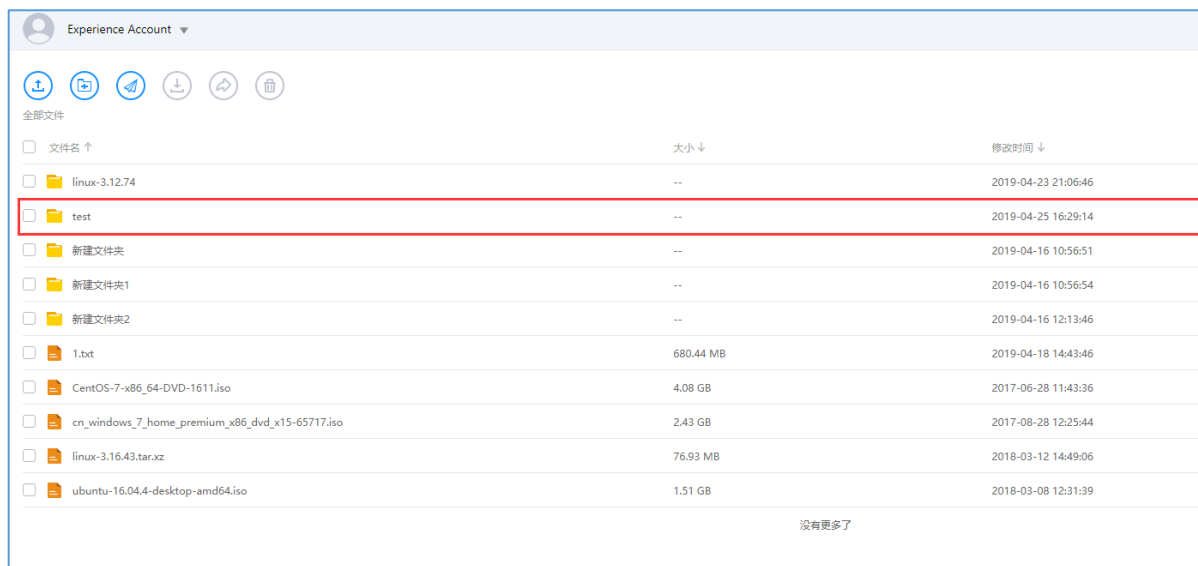 Experience Account
全部文件
文件名 大小 修改时间
linux-3.12.74 -- 2019-04-23 21:06:46
test -- 2019-04-25 16:29:14
新建文件夹 -- 2019-04-16 10:56:51
新建文件夹1 -- 2019-04-16 10:56:54
新建文件夹2 -- 2019-04-16 12:13:46
1.txt 680.44 MB 2019-04-18 14:43:46
CentOS-7-x86_64-DVD-1611.iso 4.08 GB 2017-06-28 11:43:36
cn_windows_7_home_premium_x86_dvd_x15-65717.iso 2.43 GB 2017-08-28 12:25:44
linux-3.16.43.tar.xz 76.93 MB 2018-03-12 14:49:06
ubuntu-16.04.4-desktop-amd64.iso 1.51 GB 2018-03-08 12:31:39
没有更多了